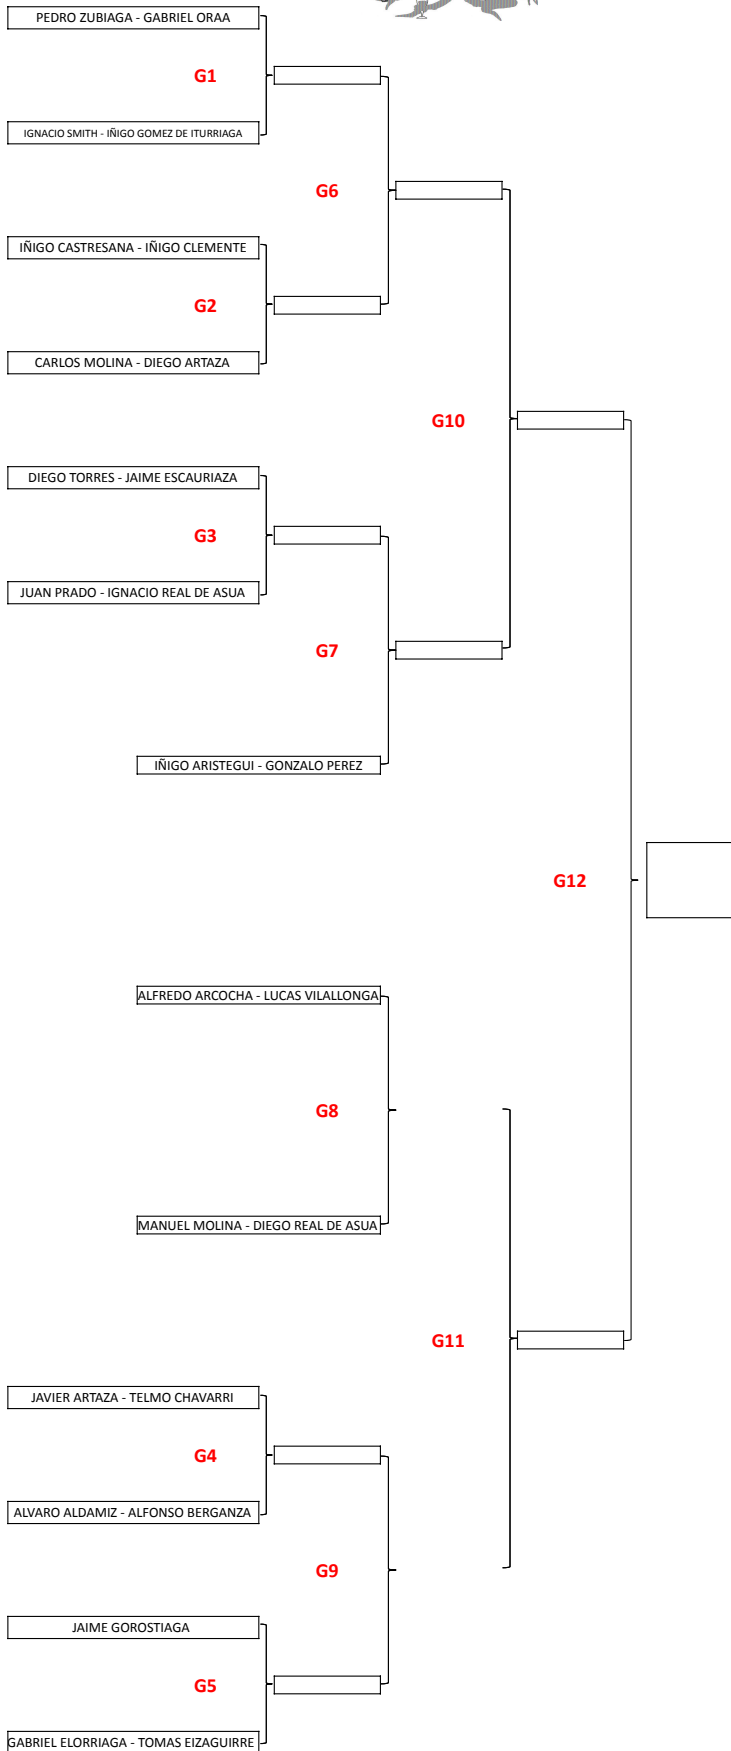 PEDRO ZUBIAGA - GABRIEL ORAA
G1
IGNACIO SMITH - IÑIGO GOMEZ DE ITURRIAGA
G6
IÑIGO CASTRESANA - IÑIGO CLEMENTE
G2
CARLOS MOLINA - DIEGO ARTAZA
G10
DIEGO TORRES - JAIME ESCAURIAZA
G3
JUAN PRADO - IGNACIO REAL DE ASUA
G7
IÑIGO ARISTEGUI - GONZALO PEREZ
G12
ALFREDO ARCOCHA - LUCAS VILALLONGA
G8
MANUEL MOLINA - DIEGO REAL DE ASUA
G11
JAVIER ARTAZA - TELMO CHAVARRI
G4
ALVARO ALDAMIZ - ALFONSO BERGANZA
G9
JAIME GOROSTIAGA
G5
GABRIEL ELORRIAGA - TOMAS EIZAGUIRRE